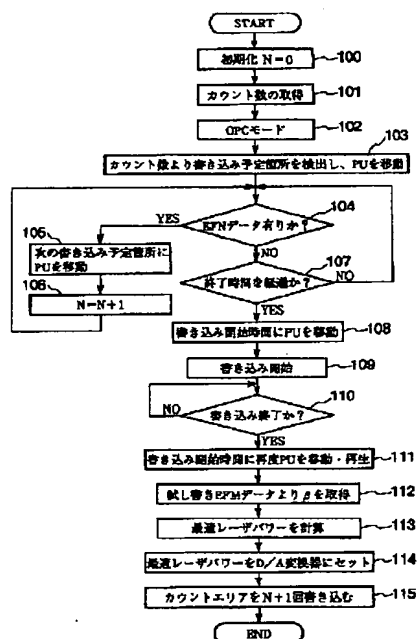 START
初期化 N=0
100
カウント数の取得
101
OPCモード
102
103
カウント数より書き込み予定箇所を検出し、PUを移動
104
YES
EFNデータ有りか?
105
次の書き込み予定箇所に
PUを移動
NO
107
終了時間を経過か?
NO
106
N=N+1
YES
書き込み開始時間にPUを移動
108
109
書き込み開始
110
NO
書き込み終了か?
YES
書き込み開始時間に再度PUを移動・再生
111
試し書きEFMデータよりβを取得
112
最適レーザパワーを計算
113
最適レーザパワーをD/A変換器にセット
114
カウントエリアをN+1回書き込む
115
END